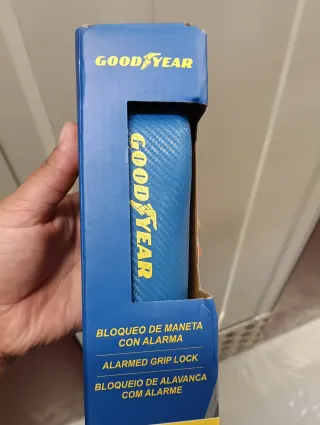 GOODYEAR
GOODYEAR
BLOQUEO DE MANETA
CON ALARMA
ALARMED GRIP LOCK
BLOQUEIO DE ALAVANCA
COM ALARME